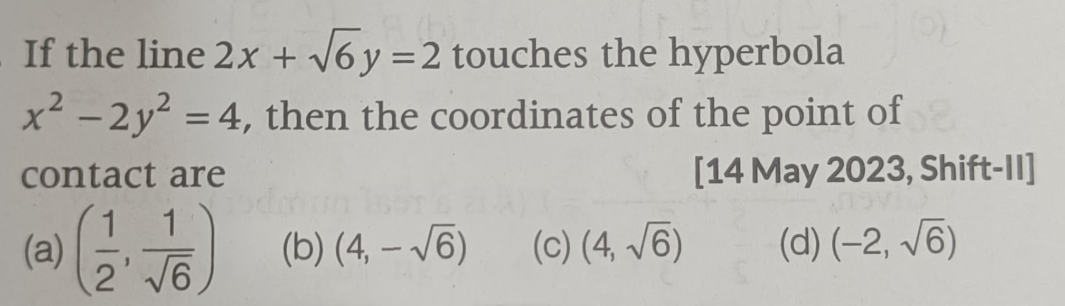 If the line 2x + √6y = 2 touches the hyperbola
x² – 2y² = 4, then the coordinates of the point of
contact are [14 May 2023, Shift-II]
(a) (1/2, 1/√6) (b) (4, –√6) (c) (4, √6) (d) (–2, √6)